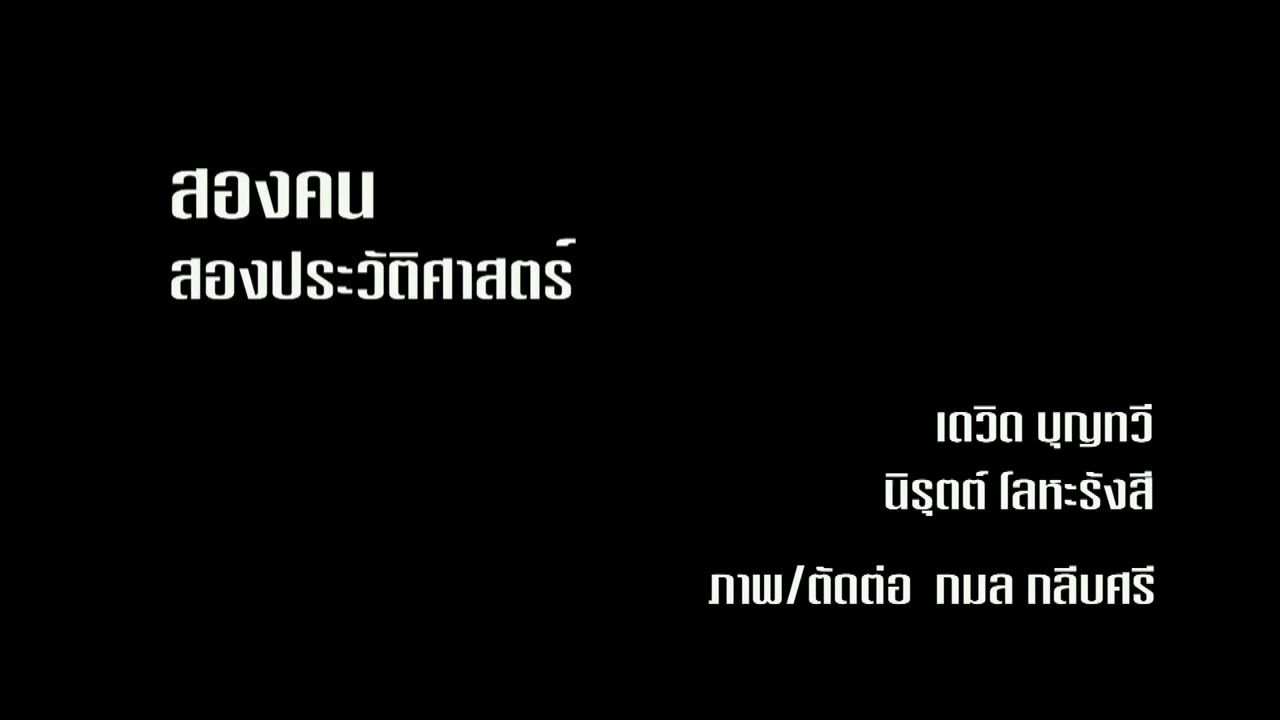 สองคน
สองประวัติศาสตร์
เดวิด บุญทวี
นิรุตต์ โลหะรังสี
ภาพ/ตัดต่อ กมล กลีบศรี